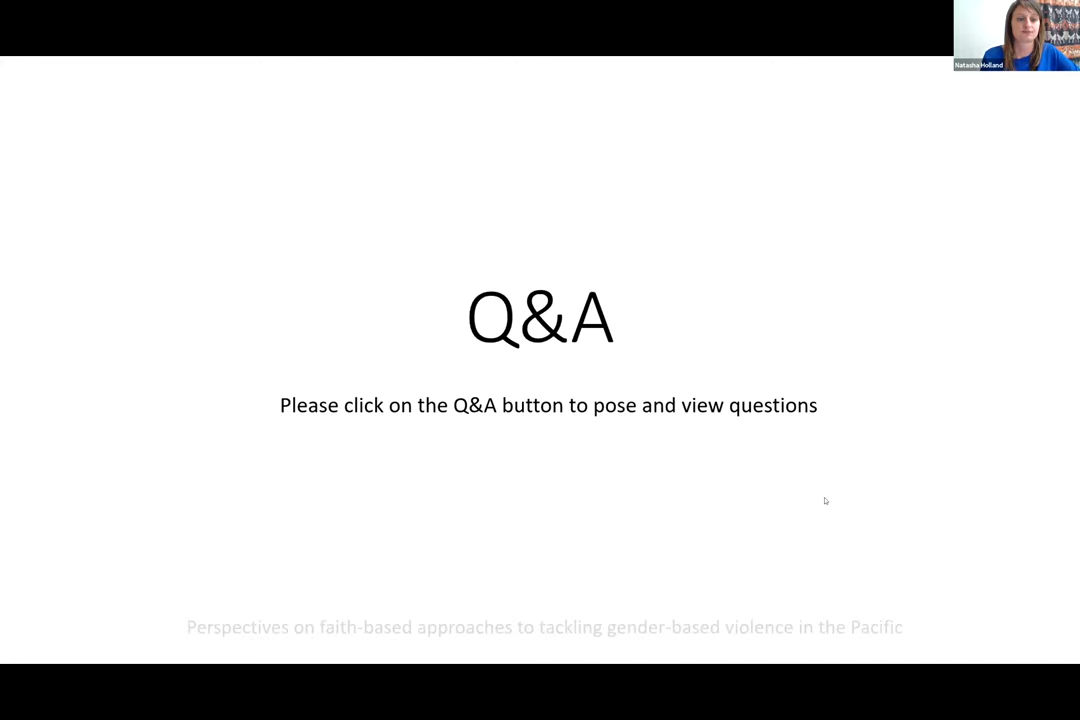 Natasha Holland
Q&A
Please click on the Q&A button to pose and view questions
Perspectives on faith-based approaches to tackling gender-based violence in the Pacific